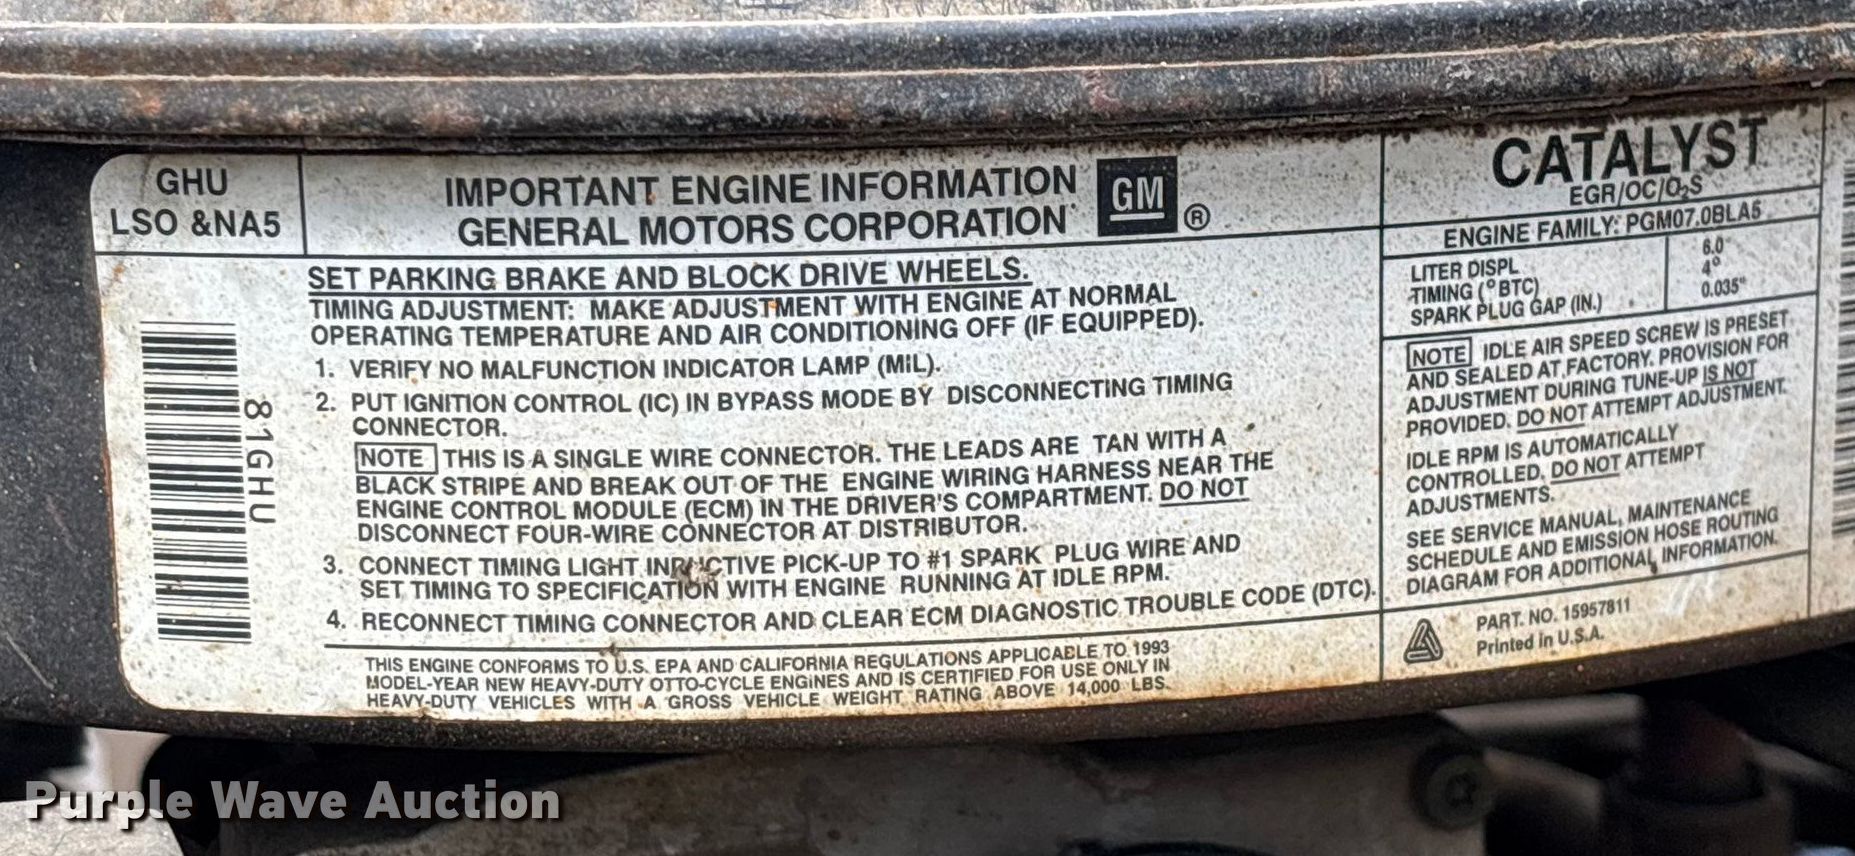 GHU
LSO &NA5
IMPORTANT ENGINE INFORMATION
GENERAL MOTORS CORPORATION
GM
®
CATALYST
EGR/OC/O2S
ENGINE FAMILY: PGM07.0BLA5
LITER DISPL 6.0
TIMING (°BTC) 4°
SPARK PLUG GAP (IN.) 0.035"
81GHU
SET PARKING BRAKE AND BLOCK DRIVE WHEELS.
TIMING ADJUSTMENT: MAKE ADJUSTMENT WITH ENGINE AT NORMAL
OPERATING TEMPERATURE AND AIR CONDITIONING OFF (IF EQUIPPED).
1. VERIFY NO MALFUNCTION INDICATOR LAMP (MIL).
2. PUT IGNITION CONTROL (IC) IN BYPASS MODE BY DISCONNECTING TIMING
CONNECTOR.
NOTE THIS IS A SINGLE WIRE CONNECTOR. THE LEADS ARE TAN WITH A
BLACK STRIPE AND BREAK OUT OF THE ENGINE WIRING HARNESS NEAR THE
ENGINE CONTROL MODULE (ECM) IN THE DRIVER'S COMPARTMENT. DO NOT
DISCONNECT FOUR-WIRE CONNECTOR AT DISTRIBUTOR.
3. CONNECT TIMING LIGHT INDUCTIVE PICK-UP TO #1 SPARK PLUG WIRE AND
SET TIMING TO SPECIFICATION WITH ENGINE RUNNING AT IDLE RPM.
4. RECONNECT TIMING CONNECTOR AND CLEAR ECM DIAGNOSTIC TROUBLE CODE (DTC).
THIS ENGINE CONFORMS TO U.S. EPA AND CALIFORNIA REGULATIONS APPLICABLE TO 1993
MODEL-YEAR NEW HEAVY-DUTY OTTO-CYCLE ENGINES AND IS CERTIFIED FOR USE ONLY IN
HEAVY-DUTY VEHICLES WITH A GROSS VEHICLE WEIGHT RATING ABOVE 14,000 LBS.
NOTE IDLE AIR SPEED SCREW IS PRESET
AND SEALED AT FACTORY. PROVISION FOR
ADJUSTMENT DURING TUNE-UP IS NOT
PROVIDED. DO NOT ATTEMPT ADJUSTMENT.
IDLE RPM IS AUTOMATICALLY
CONTROLLED, DO NOT ATTEMPT
ADJUSTMENTS.
SEE SERVICE MANUAL, MAINTENANCE
SCHEDULE AND EMISSION HOSE ROUTING
DIAGRAM FOR ADDITIONAL INFORMATION.
PART. NO. 15957811
Printed in U.S.A.
Purple Wave Auction